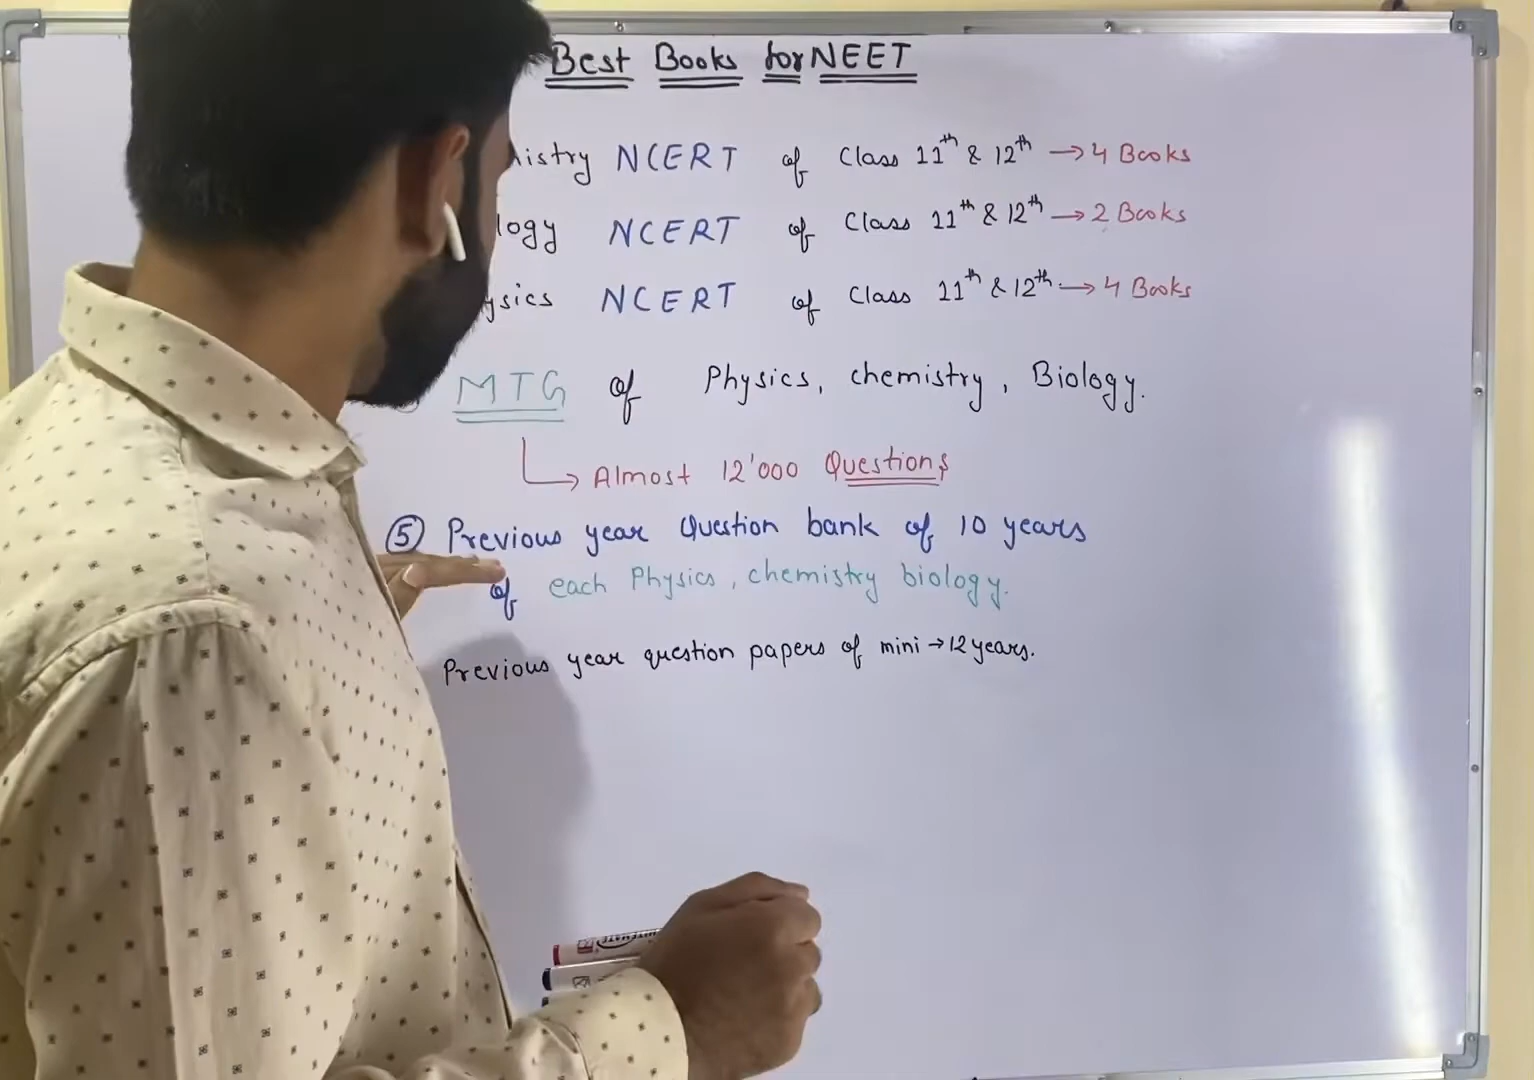 Best Books for NEET
istry NCERT of Class 11th & 12th → 4 Books
logy NCERT of Class 11th & 12th → 2 Books
ysics NCERT of Class 11th & 12th → 4 Books
MTG of Physics, chemistry, Biology.
→ Almost 12'000 Questions
⑤ Previous year Question bank of 10 years
of each Physics, chemistry biology.
Previous year question papers of mini → 12 years.